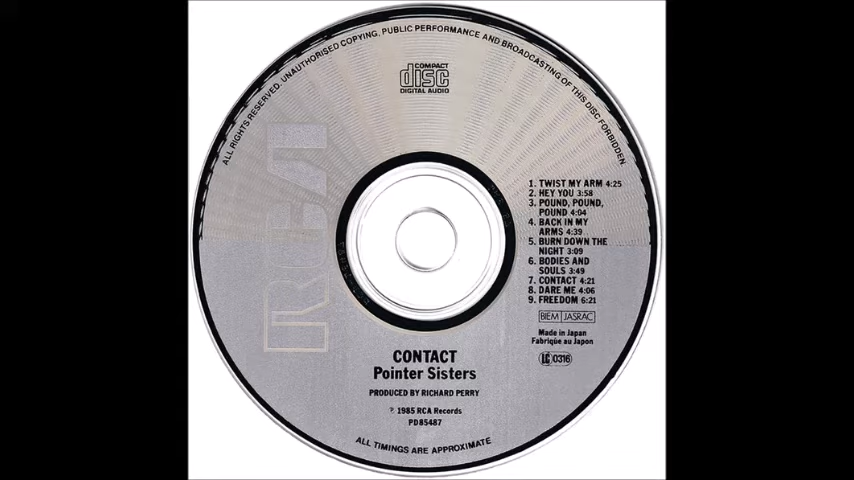 ALL RIGHTS RESERVED. UNAUTHORISED COPYING, PUBLIC PERFORMANCE AND BROADCASTING OF THIS DISC FORBIDDEN
COMPACT
disc
DIGITAL AUDIO
RCA
1. TWIST MY ARM 4:25
2. HEY YOU 3:58
3. POUND, POUND,
POUND 4:04
4. BACK IN MY
ARMS 4:39
5. BURN DOWN THE
NIGHT 3:09
6. BODIES AND
SOULS 3:49
7. CONTACT 4:21
8. DARE ME 4:06
9. FREEDOM 6:21
BIEM JASRAC
Made in Japan
Fabriqué au Japon
LC 0316
CONTACT
Pointer Sisters
PRODUCED BY RICHARD PERRY
℗ 1985 RCA Records
PD85487
ALL TIMINGS ARE APPROXIMATE